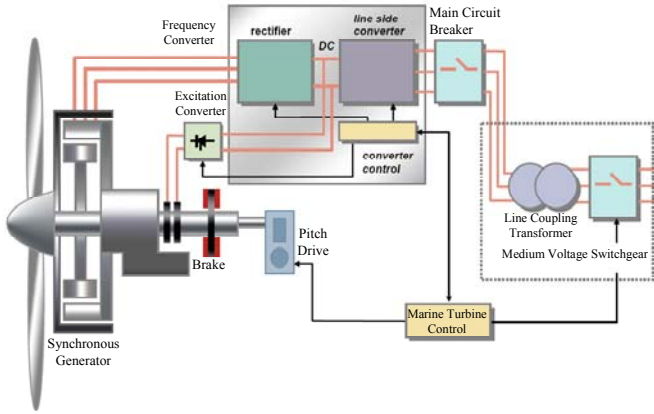 Frequency
Converter
rectifier
DC
line side
converter
Main Circuit
Breaker
Excitation
Converter
converter
control
Line Coupling
Transformer
Medium Voltage Switchgear
Pitch
Drive
Brake
Marine Turbine
Control
Synchronous
Generator